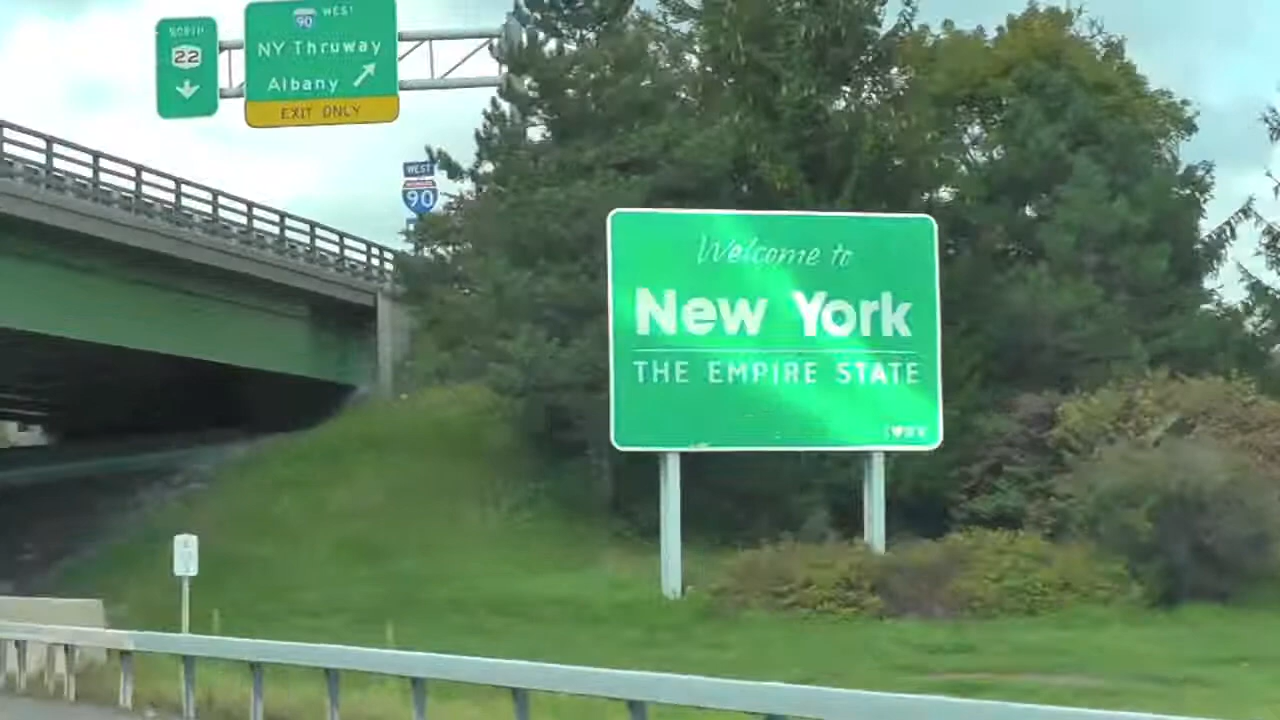 NORTH
22
90 WEST
NY Thruway
Albany
EXIT ONLY
WEST
90
Welcome to
New York
THE EMPIRE STATE